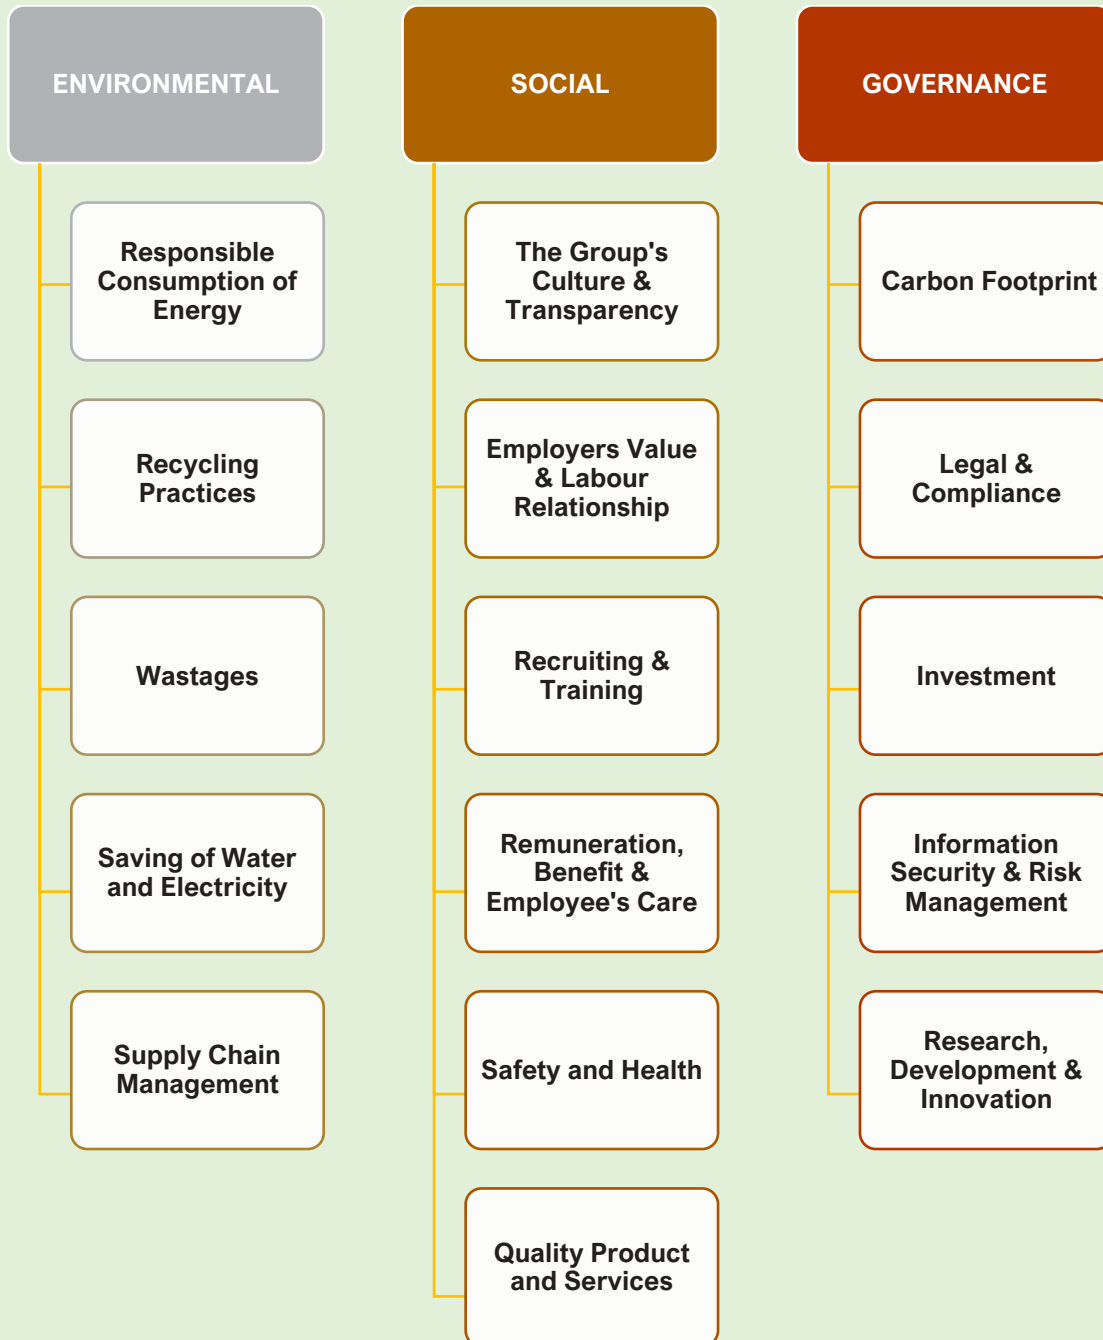 ENVIRONMENTAL
Responsible
Consumption of
Energy
Recycling
Practices
Wastages
Saving of Water
and Electricity
Supply Chain
Management
SOCIAL
The Group's
Culture &
Transparency
Employers Value
& Labour
Relationship
Recruiting &
Training
Remuneration,
Benefit &
Employee's Care
Safety and Health
Quality Product
and Services
GOVERNANCE
Carbon Footprint
Legal &
Compliance
Investment
Information
Security & Risk
Management
Research,
Development &
Innovation